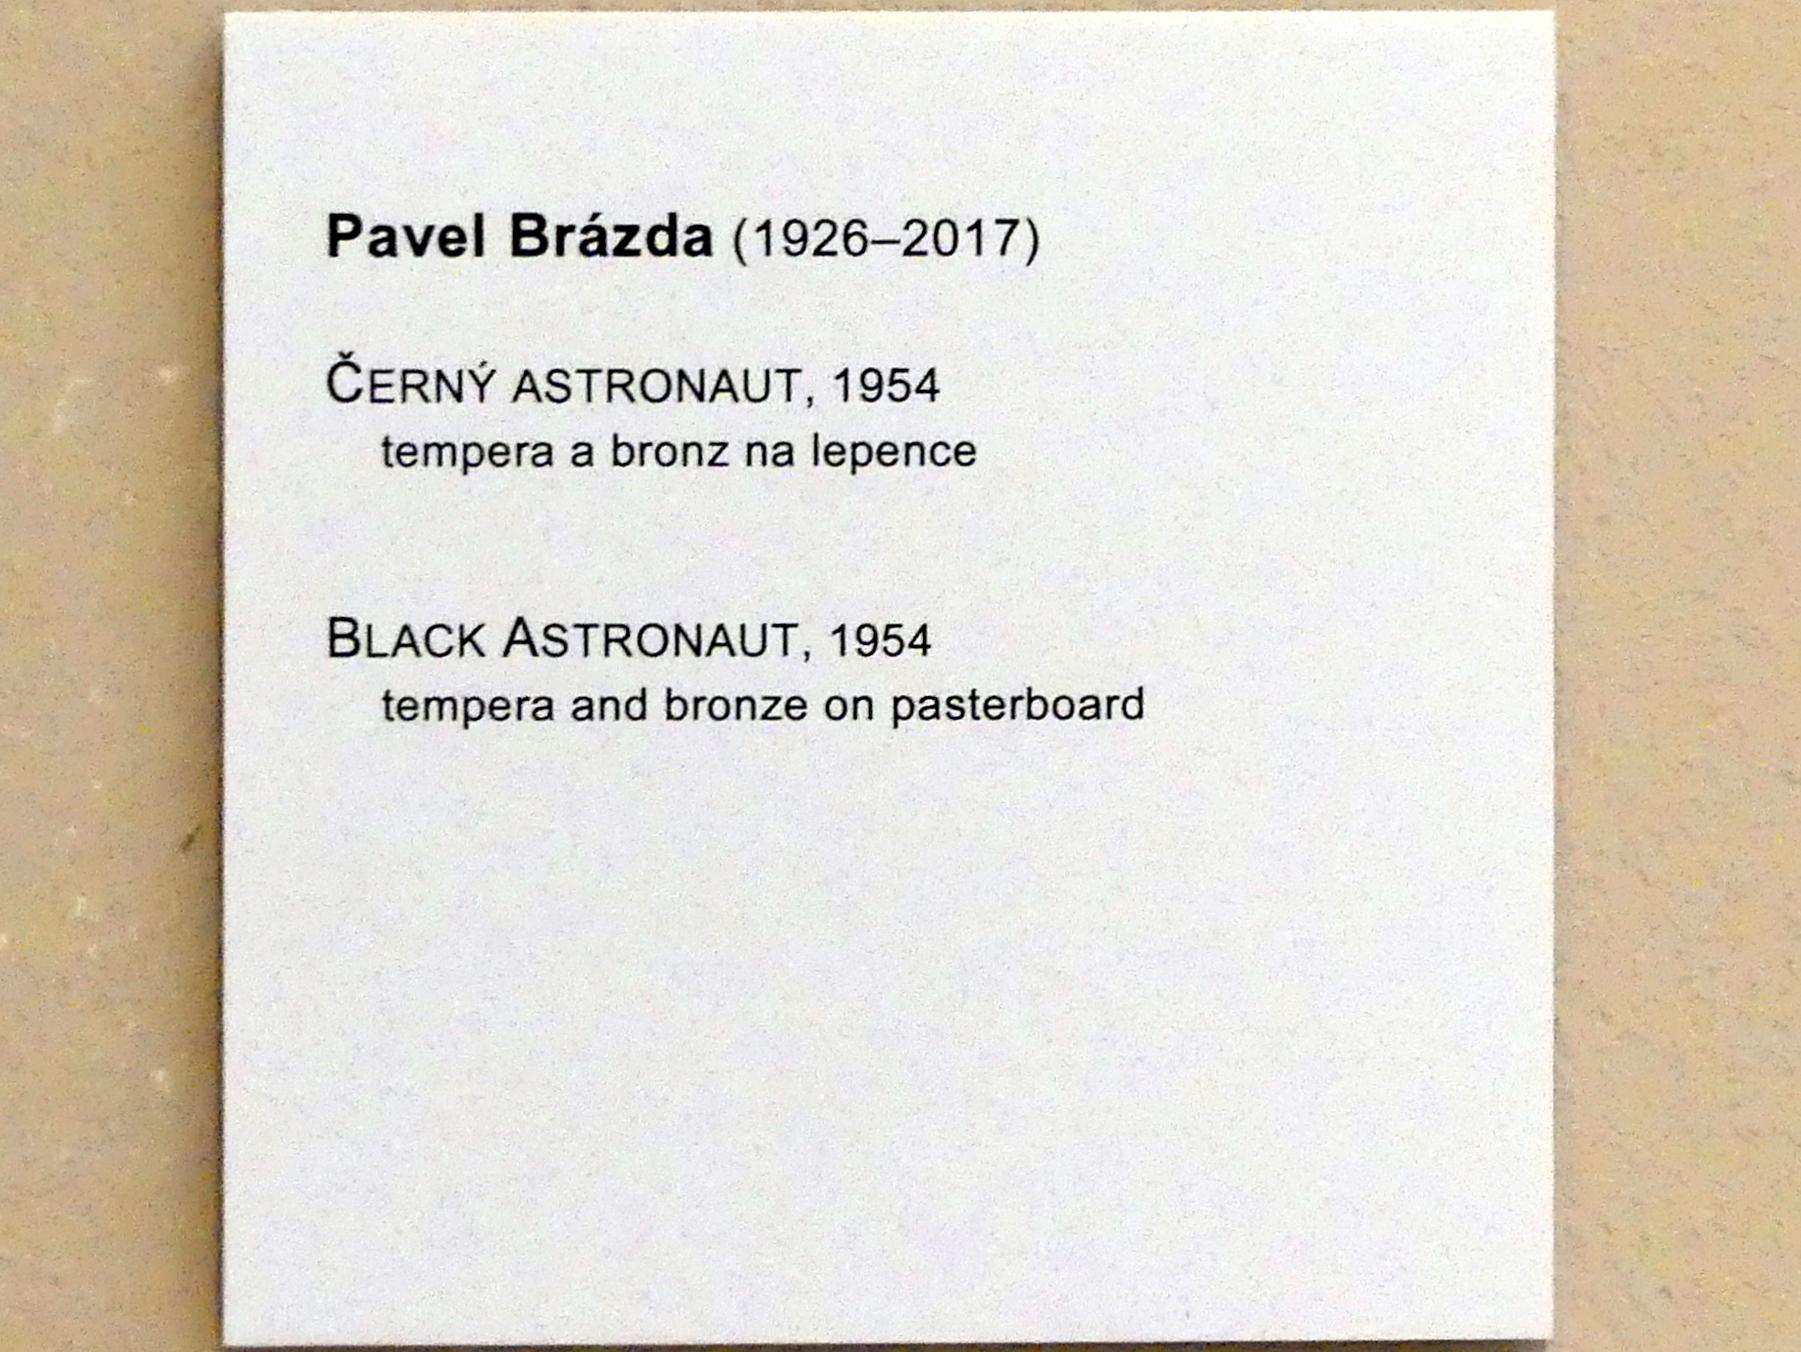 Pavel Brázda (1926–2017)
ČERNÝ ASTRONAUT, 1954
tempera a bronz na lepence
BLACK ASTRONAUT, 1954
tempera and bronze on pasterboard